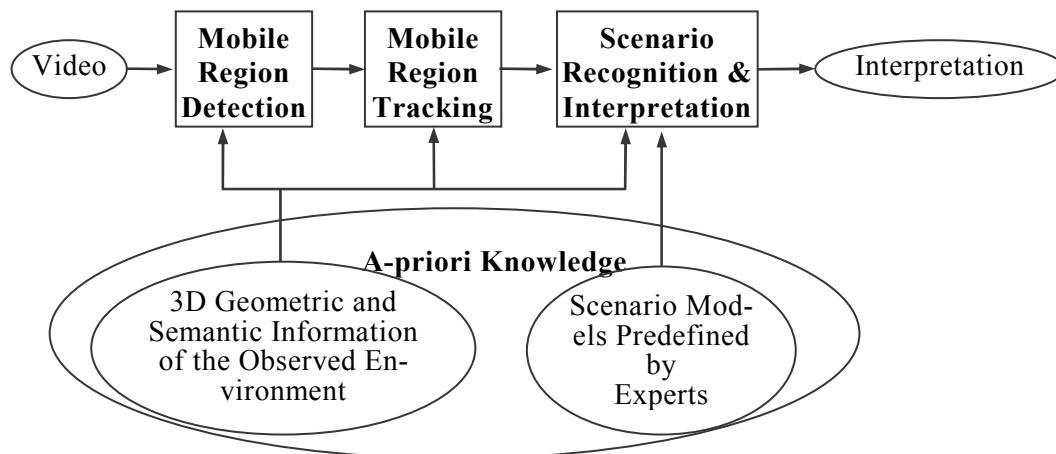 Video
Mobile
Region
Detection
Mobile
Region
Tracking
Scenario
Recognition &
Interpretation
Interpretation
A-priori Knowledge
3D Geometric and
Semantic Information
of the Observed En-
vironment
Scenario Mod-
els Predefined
by
Experts